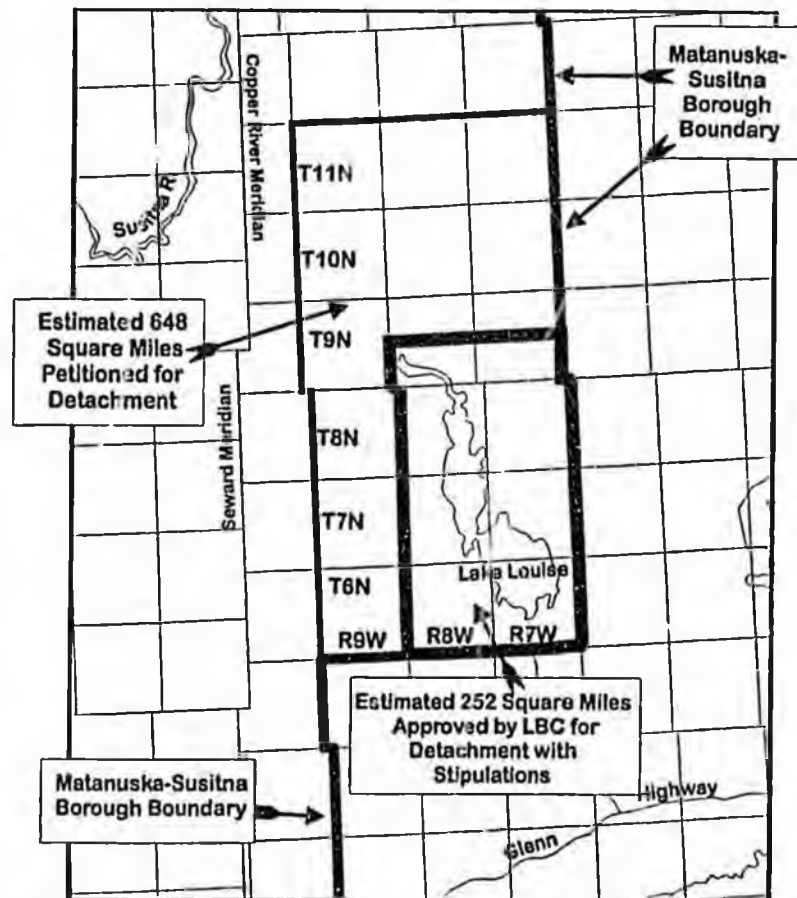 Matanuska-
Susitna
Borough
Boundary
Copper River Meridian
Susitna R.
T11N
T10N
T9N
Estimated 648
Square Miles
Petitioned for
Detachment
Seward Meridian
T8N
T7N
T6N
Lake Louise
R9W
R8W
R7W
Estimated 252 Square Miles
Approved by LBC for
Detachment with
Stipulations
Matanuska-Susitna
Borough Boundary
Glenn
Highway